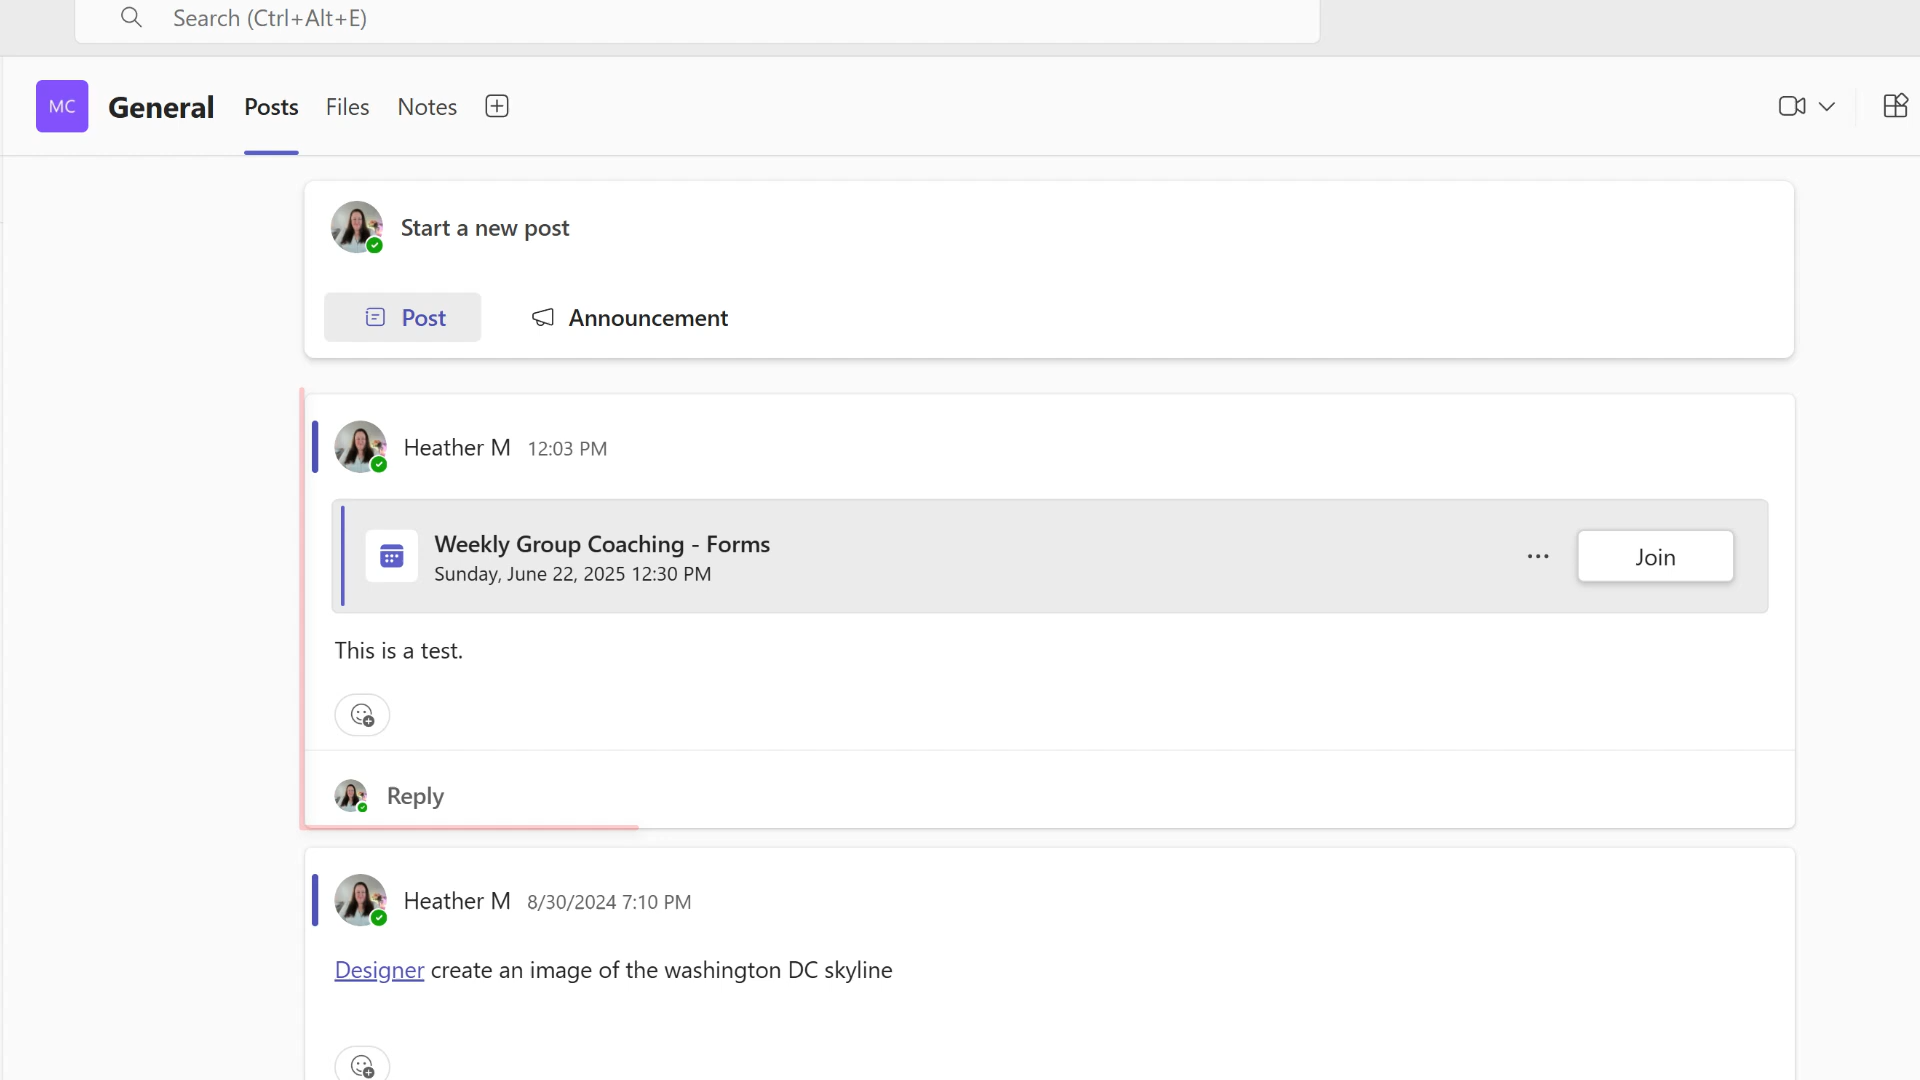 Search (Ctrl+Alt+E)
MC General Posts Files Notes
Start a new post
Post Announcement
Heather M 12:03 PM
Weekly Group Coaching - Forms
Sunday, June 22, 2025 12:30 PM
Join
This is a test.
Reply
Heather M 8/30/2024 7:10 PM
Designer create an image of the washington DC skyline